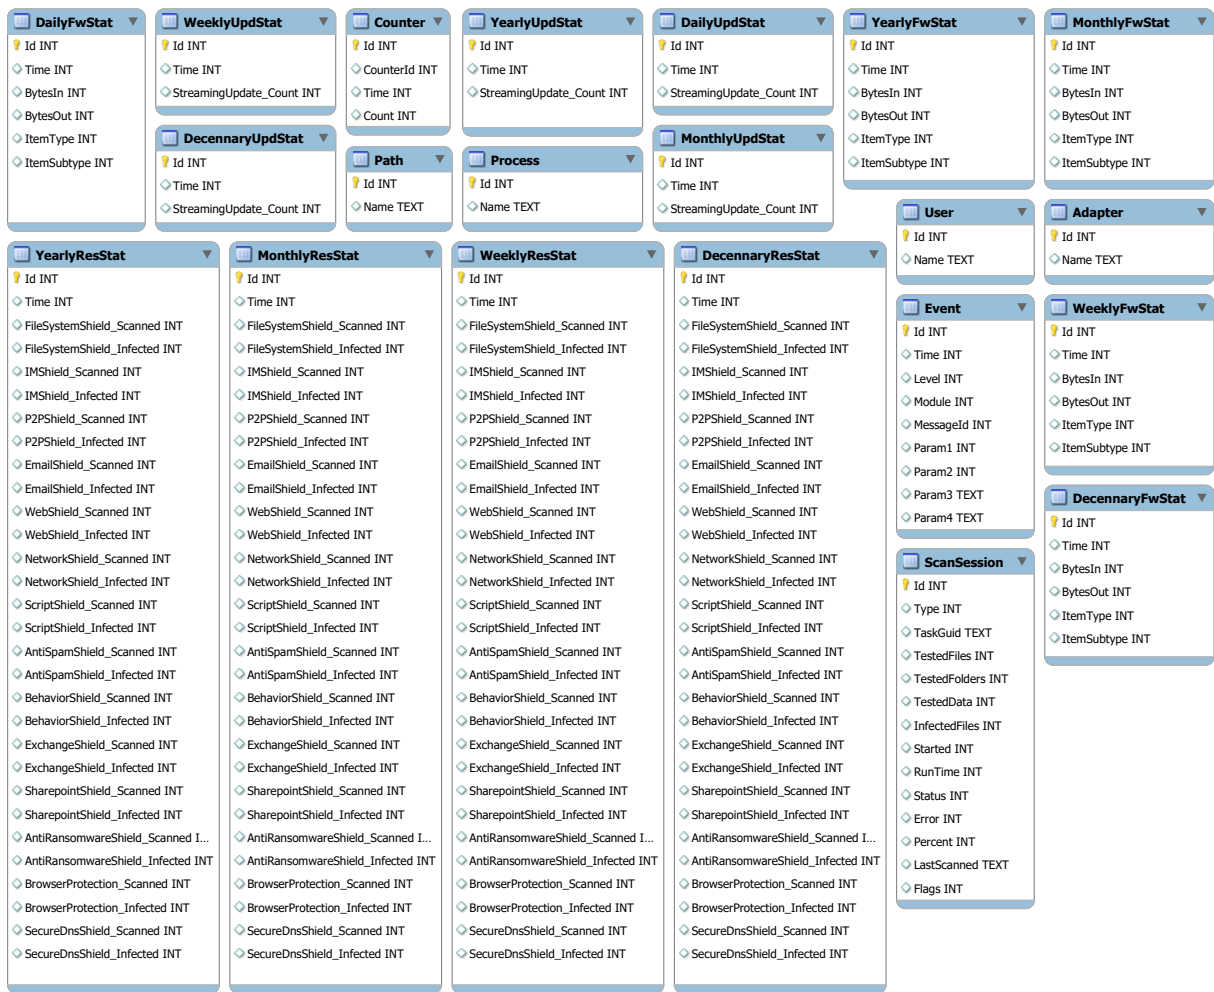 DailyFwStat
Id INT
Time INT
BytesIn INT
BytesOut INT
ItemType INT
ItemSubtype INT
WeeklyUpdStat
Id INT
Time INT
StreamingUpdate_Count INT
Counter
Id INT
CounterId INT
Time INT
Count INT
YearlyUpdStat
Id INT
Time INT
StreamingUpdate_Count INT
DailyUpdStat
Id INT
Time INT
StreamingUpdate_Count INT
YearlyFwStat
Id INT
Time INT
BytesIn INT
BytesOut INT
ItemType INT
ItemSubtype INT
MonthlyFwStat
Id INT
Time INT
BytesIn INT
BytesOut INT
ItemType INT
ItemSubtype INT
DecennaryUpdStat
Id INT
Time INT
StreamingUpdate_Count INT
Path
Id INT
Name TEXT
Process
Id INT
Name TEXT
MonthlyUpdStat
Id INT
Time INT
StreamingUpdate_Count INT
User
Id INT
Name TEXT
Adapter
Id INT
Name TEXT
YearlyResStat
Id INT
Time INT
FileSystemShield_Scanned INT
FileSystemShield_Infected INT
IMShield_Scanned INT
IMShield_Infected INT
P2PShield_Scanned INT
P2PShield_Infected INT
EmailShield_Scanned INT
EmailShield_Infected INT
WebShield_Scanned INT
WebShield_Infected INT
NetworkShield_Scanned INT
NetworkShield_Infected INT
ScriptShield_Scanned INT
ScriptShield_Infected INT
AntiSpamShield_Scanned INT
AntiSpamShield_Infected INT
BehaviorShield_Scanned INT
BehaviorShield_Infected INT
ExchangeShield_Scanned INT
ExchangeShield_Infected INT
SharepointShield_Scanned INT
SharepointShield_Infected INT
AntiRansomwareShield_Scanned I...
AntiRansomwareShield_Infected INT
BrowserProtection_Scanned INT
BrowserProtection_Infected INT
SecureDnsShield_Scanned INT
SecureDnsShield_Infected INT
MonthlyResStat
Id INT
Time INT
FileSystemShield_Scanned INT
FileSystemShield_Infected INT
IMShield_Scanned INT
IMShield_Infected INT
P2PShield_Scanned INT
P2PShield_Infected INT
EmailShield_Scanned INT
EmailShield_Infected INT
WebShield_Scanned INT
WebShield_Infected INT
NetworkShield_Scanned INT
NetworkShield_Infected INT
ScriptShield_Scanned INT
ScriptShield_Infected INT
AntiSpamShield_Scanned INT
AntiSpamShield_Infected INT
BehaviorShield_Scanned INT
BehaviorShield_Infected INT
ExchangeShield_Scanned INT
ExchangeShield_Infected INT
SharepointShield_Scanned INT
SharepointShield_Infected INT
AntiRansomwareShield_Scanned I...
AntiRansomwareShield_Infected INT
BrowserProtection_Scanned INT
BrowserProtection_Infected INT
SecureDnsShield_Scanned INT
SecureDnsShield_Infected INT
WeeklyResStat
Id INT
Time INT
FileSystemShield_Scanned INT
FileSystemShield_Infected INT
IMShield_Scanned INT
IMShield_Infected INT
P2PShield_Scanned INT
P2PShield_Infected INT
EmailShield_Scanned INT
EmailShield_Infected INT
WebShield_Scanned INT
WebShield_Infected INT
NetworkShield_Scanned INT
NetworkShield_Infected INT
ScriptShield_Scanned INT
ScriptShield_Infected INT
AntiSpamShield_Scanned INT
AntiSpamShield_Infected INT
BehaviorShield_Scanned INT
BehaviorShield_Infected INT
ExchangeShield_Scanned INT
ExchangeShield_Infected INT
SharepointShield_Scanned INT
SharepointShield_Infected INT
AntiRansomwareShield_Scanned I...
AntiRansomwareShield_Infected INT
BrowserProtection_Scanned INT
BrowserProtection_Infected INT
SecureDnsShield_Scanned INT
SecureDnsShield_Infected INT
DecennaryResStat
Id INT
Time INT
FileSystemShield_Scanned INT
FileSystemShield_Infected INT
IMShield_Scanned INT
IMShield_Infected INT
P2PShield_Scanned INT
P2PShield_Infected INT
EmailShield_Scanned INT
EmailShield_Infected INT
WebShield_Scanned INT
WebShield_Infected INT
NetworkShield_Scanned INT
NetworkShield_Infected INT
ScriptShield_Scanned INT
ScriptShield_Infected INT
AntiSpamShield_Scanned INT
AntiSpamShield_Infected INT
BehaviorShield_Scanned INT
BehaviorShield_Infected INT
ExchangeShield_Scanned INT
ExchangeShield_Infected INT
SharepointShield_Scanned INT
SharepointShield_Infected INT
AntiRansomwareShield_Scanned I...
AntiRansomwareShield_Infected INT
BrowserProtection_Scanned INT
BrowserProtection_Infected INT
SecureDnsShield_Scanned INT
SecureDnsShield_Infected INT
Event
Id INT
Time INT
Level INT
Module INT
MessageId INT
Param1 INT
Param2 INT
Param3 TEXT
Param4 TEXT
WeeklyFwStat
Id INT
Time INT
BytesIn INT
BytesOut INT
ItemType INT
ItemSubtype INT
ScanSession
Id INT
Type INT
TaskGuid TEXT
TestedFiles INT
TestedFolders INT
TestedData INT
InfectedFiles INT
Started INT
RunTime INT
Status INT
Error INT
Percent INT
LastScanned TEXT
Flags INT
DecennaryFwStat
Id INT
Time INT
BytesIn INT
BytesOut INT
ItemType INT
ItemSubtype INT